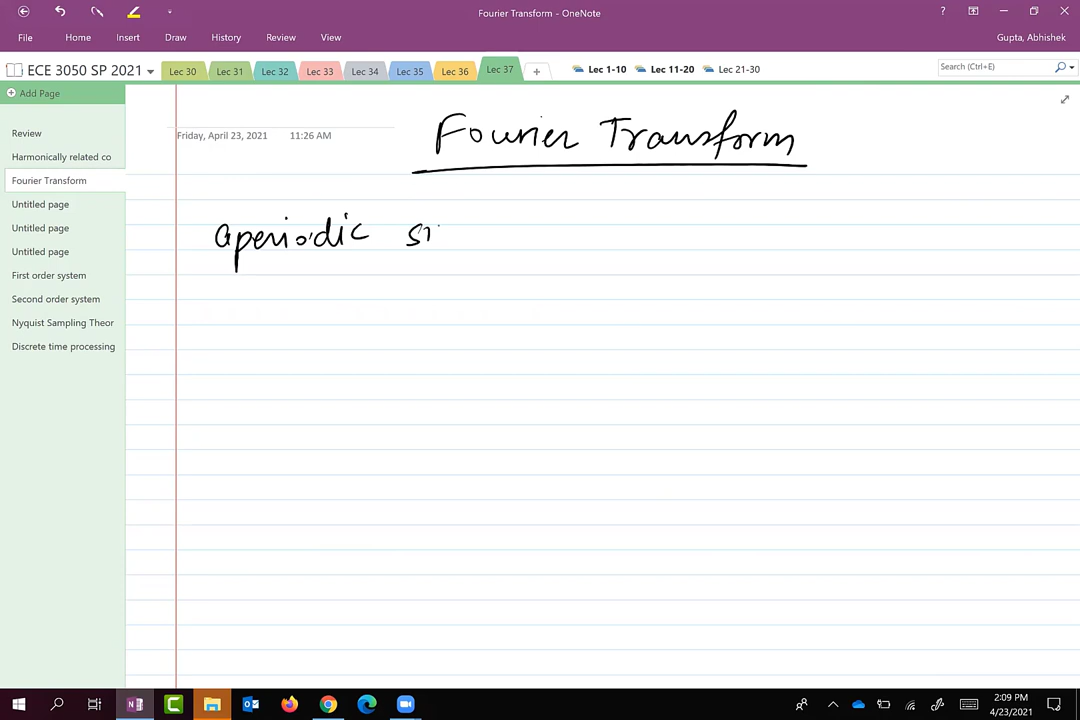 Fourier Transform - OneNote
Gupta, Abhishek
File Home Insert Draw History Review View
ECE 3050 SP 2021
Lec 30 Lec 31 Lec 32 Lec 33 Lec 34 Lec 35 Lec 36 Lec 37 Lec 1-10 Lec 11-20 Lec 21-30
Search (Ctrl+E)
Add Page
Review
Harmonically related co
Fourier Transform
Untitled page
Untitled page
Untitled page
First order system
Second order system
Nyquist Sampling Theor
Discrete time processing
Friday, April 23, 2021 11:26 AM
Fourier Transform
aperiodic
2:09 PM
4/23/2021